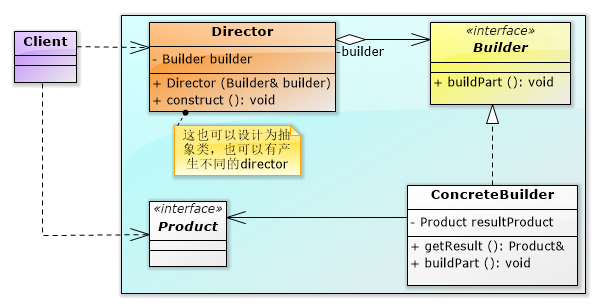 Client
Director
- Builder builder
+ Director (Builder& builder)
+ construct (): void
-builder
«interface»
Builder
+ buildPart (): void
这也可以设计为抽
象类，也可以有产
生不同的director
«interface»
Product
ConcreteBuilder
- Product resultProduct
+ getResult (): Product&
+ buildPart (): void